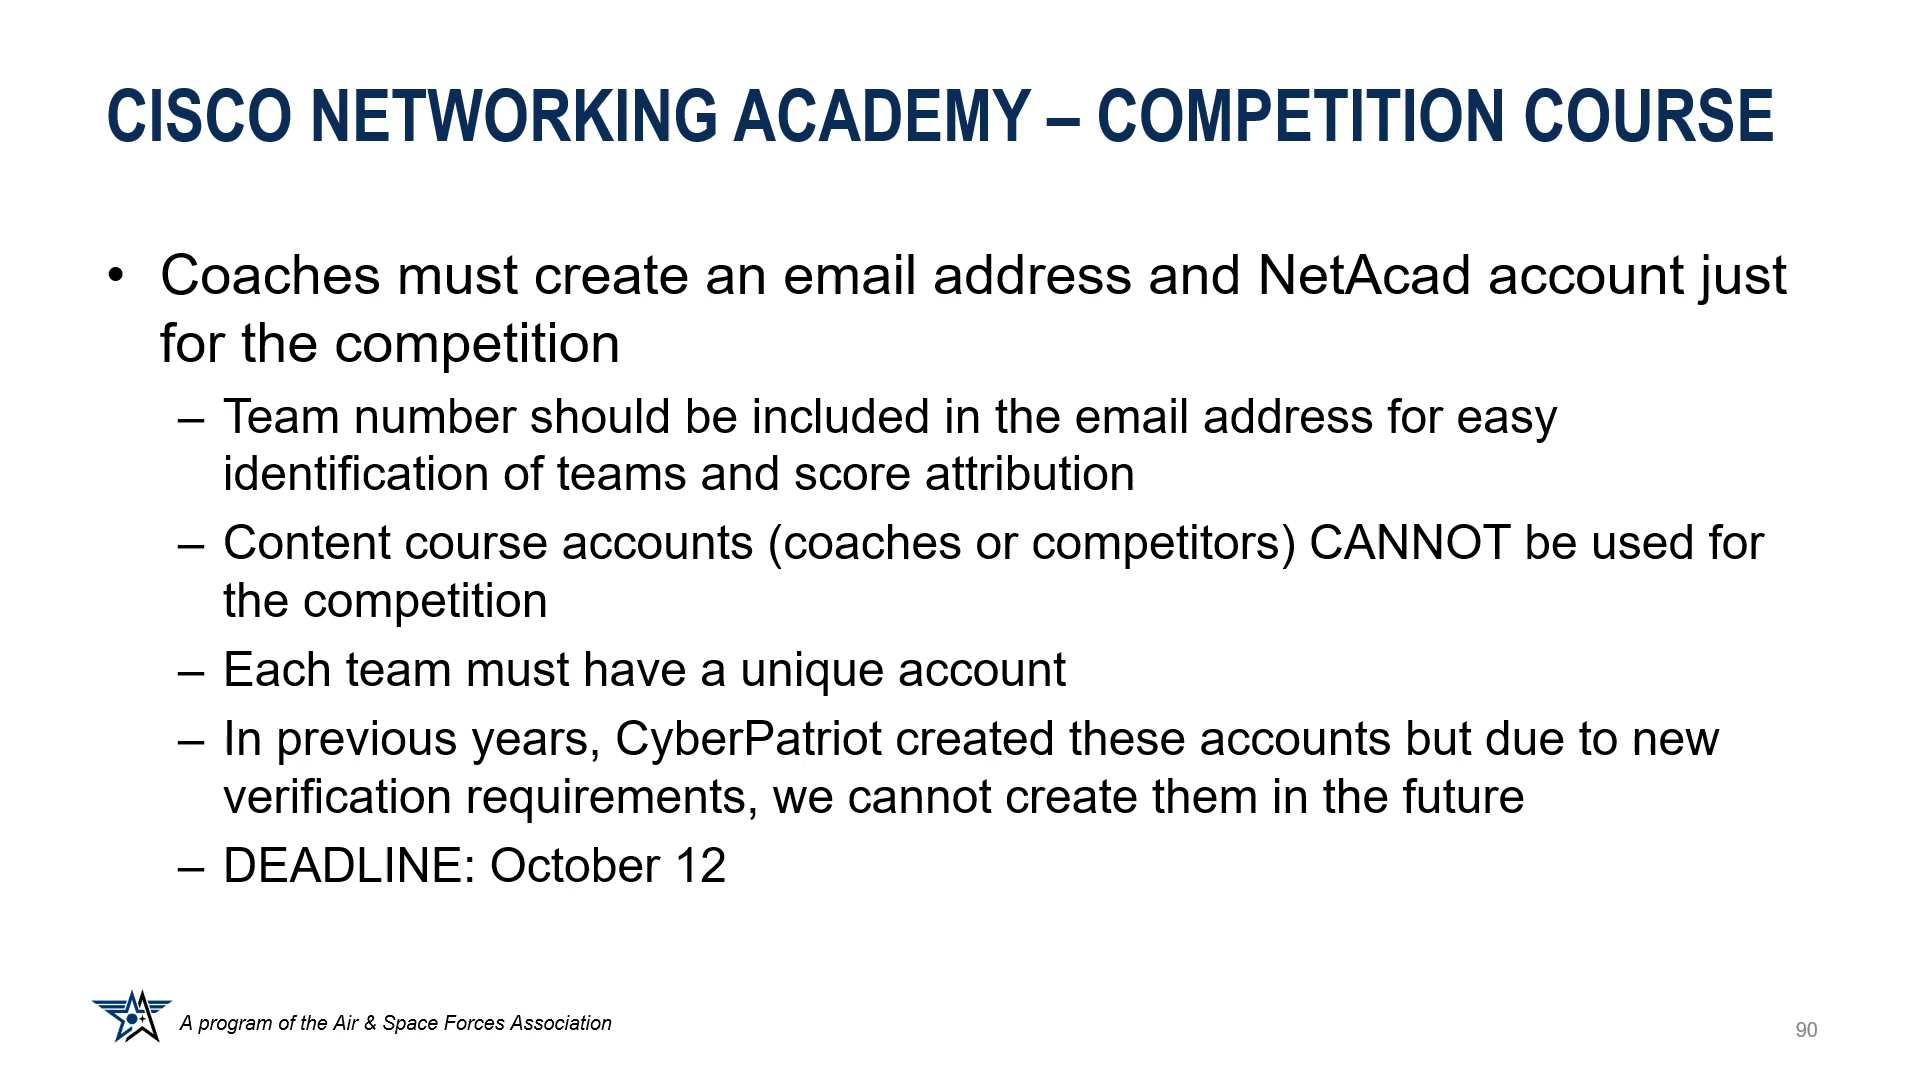 CISCO NETWORKING ACADEMY – COMPETITION COURSE
• Coaches must create an email address and NetAcad account just
for the competition
– Team number should be included in the email address for easy
identification of teams and score attribution
– Content course accounts (coaches or competitors) CANNOT be used for
the competition
– Each team must have a unique account
– In previous years, CyberPatriot created these accounts but due to new
verification requirements, we cannot create them in the future
– DEADLINE: October 12
A program of the Air & Space Forces Association
90